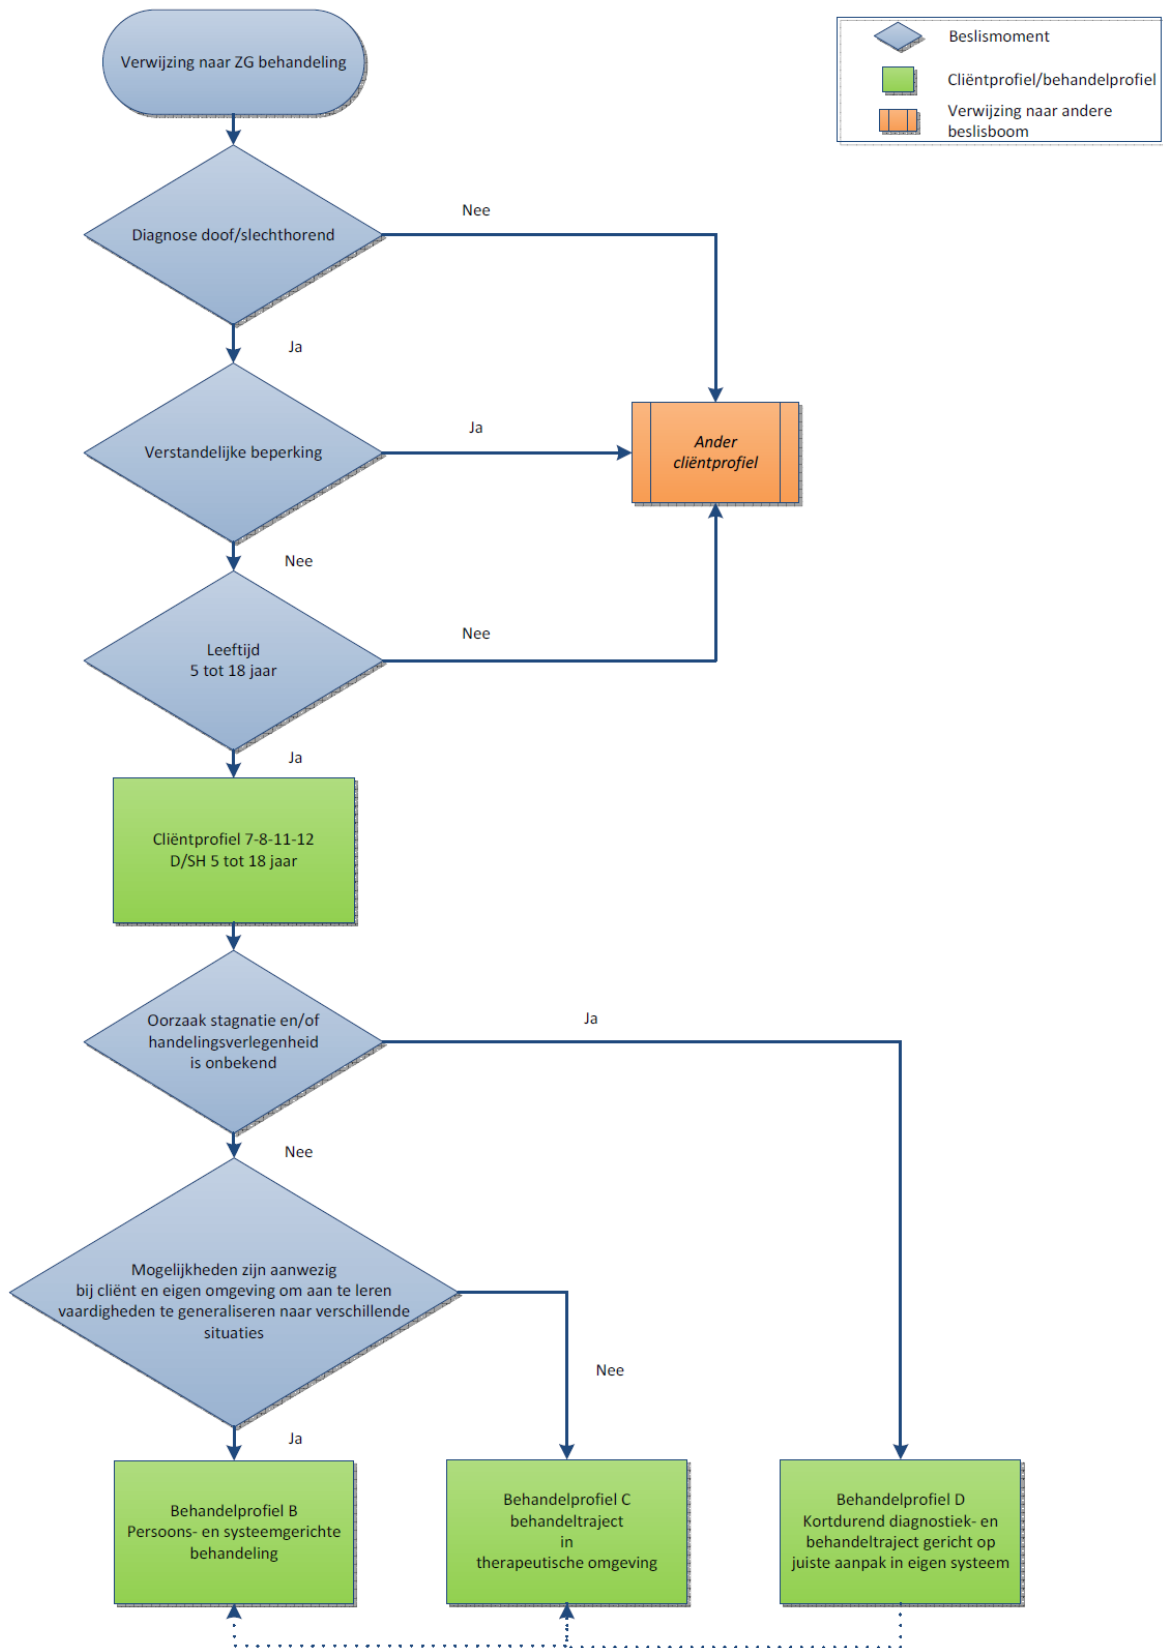 Verwijzing naar ZG behandeling
Beslismoment
Cliëntprofiel/behandelprofiel
Verwijzing naar andere
beslisboom
Nee
Diagnose doof/slechthorend
Ja
Ja
Verstandelijke beperking
Ander
cliëntprofiel
Nee
Nee
Leeftijd
5 tot 18 jaar
Ja
Cliëntprofiel 7-8-11-12
D/SH 5 tot 18 jaar
Oorzaak stagnatie en/of
handelingsverlegenheid
is onbekend
Ja
Nee
Mogelijkheden zijn aanwezig
bij cliënt en eigen omgeving om aan te leren
vaardigheden te generaliseren naar verschillende
situaties
Nee
Ja
Behandelprofiel B
Persoons- en systeemgerichte
behandeling
Behandelprofiel C
behandeltraject
in
therapeutische omgeving
Behandelprofiel D
Kortdurend diagnostiek- en
behandeltraject gericht op
juiste aanpak in eigen systeem